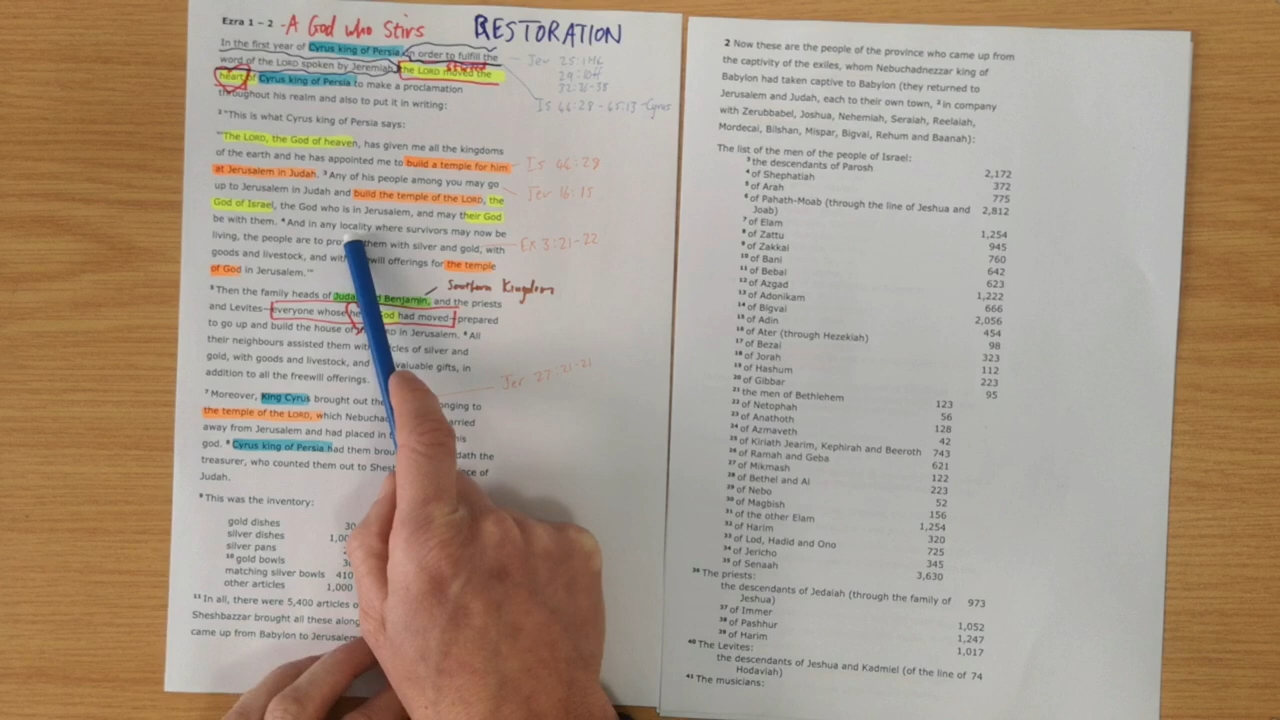 Ezra 1 – 2 - A God who Stirs RESTORATION
In the first year of Cyrus king of Persia, in order to fulfill the
word of the LORD spoken by Jeremiah, the LORD moved the
heart of Cyrus king of Persia to make a proclamation
throughout his realm and also to put it in writing:
Jer 25:1
29:10
32:36-38
Is 44:28 - 45:13 - Cyrus
2 "This is what Cyrus king of Persia says:
"'The LORD, the God of heaven, has given me all the kingdoms
of the earth and he has appointed me to build a temple for him
at Jerusalem in Judah. 3 Any of his people among you may go
up to Jerusalem in Judah and build the temple of the LORD, the
God of Israel, the God who is in Jerusalem, and may their God
be with them. 4 And in any locality where survivors may now be
living, the people are to them with silver and gold, with
goods and livestock, and with freewill offerings for the temple
of God in Jerusalem.'"
Is 44:29
Jer 16:15
Ex 3:21-22
5 Then the family heads of Judah and Benjamin, and the priests
and Levites—everyone whose heart God had moved—prepared
to go up and build the house of the LORD in Jerusalem. 6 All
their neighbours assisted them with articles of silver and
gold, with goods and livestock, and valuable gifts, in
addition to all the freewill offerings.
Southern Kingdom
7 Moreover, King Cyrus brought out the onging to
the temple of the LORD, which Nebuchad arried
away from Jerusalem and had placed in t his
god. 8 Cyrus king of Persia had them brou dath the
treasurer, who counted them out to Shesh nce of
Judah.
Jer 27:21-21
9 This was the inventory:
gold dishes 30
silver dishes 1,00
silver pans
10 gold bowls 3
matching silver bowls 410
other articles 1,000
11 In all, there were 5,400 articles o
Sheshbazzar brought all these along
came up from Babylon to Jerusalem
2 Now these are the people of the province who came up from
the captivity of the exiles, whom Nebuchadnezzar king of
Babylon had taken captive to Babylon (they returned to
Jerusalem and Judah, each to their own town, 2 in company
with Zerubbabel, Joshua, Nehemiah, Seraiah, Reelaiah,
Mordecai, Bilshan, Mispar, Bigvai, Rehum and Baanah):
The list of the men of the people of Israel:
3 the descendants of Parosh 2,172
4 of Shephatiah 372
5 of Arah 775
6 of Pahath-Moab (through the line of Jeshua and 2,812
Joab)
7 of Elam 1,254
8 of Zattu 945
9 of Zakkai 760
10 of Bani 642
11 of Bebai 623
12 of Azgad 1,222
13 of Adonikam 666
14 of Bigvai 2,056
15 of Adin 454
16 of Ater (through Hezekiah) 98
17 of Bezai 323
18 of Jorah 112
19 of Hashum 223
20 of Gibbar 95
21 the men of Bethlehem 123
22 of Netophah 56
23 of Anathoth 128
24 of Azmaveth 42
25 of Kiriath Jearim, Kephirah and Beeroth 743
26 of Ramah and Geba 621
27 of Mikmash 122
28 of Bethel and Ai 223
29 of Nebo 52
30 of Magbish 156
31 of the other Elam 1,254
32 of Harim 320
33 of Lod, Hadid and Ono 725
34 of Jericho 345
35 of Senaah 3,630
36 The priests:
the descendants of Jedaiah (through the family of 973
Jeshua)
37 of Immer 1,052
38 of Pashhur 1,247
39 of Harim 1,017
40 The Levites:
the descendants of Jeshua and Kadmiel (of the line of 74
Hodaviah)
41 The musicians: